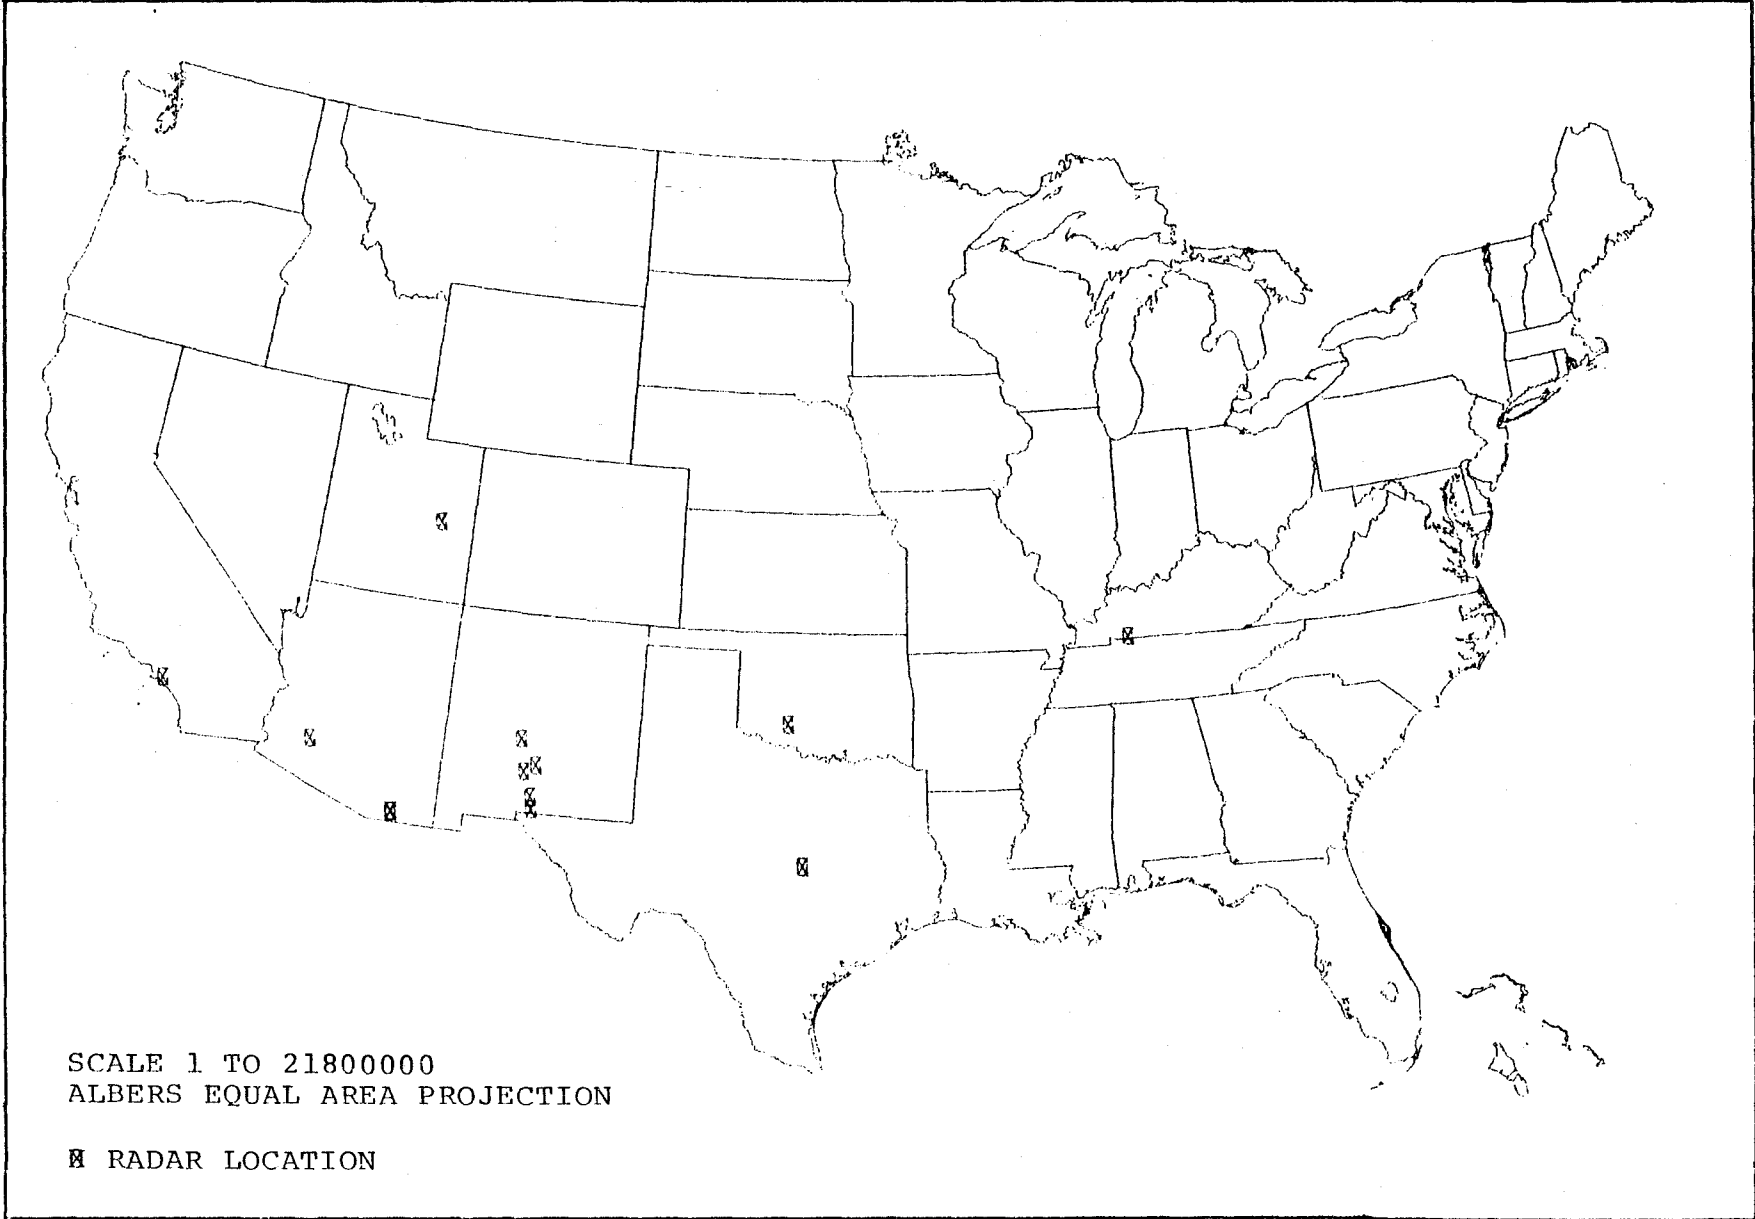 SCALE 1 TO 21800000
ALBERS EQUAL AREA PROJECTION
RADAR LOCATION